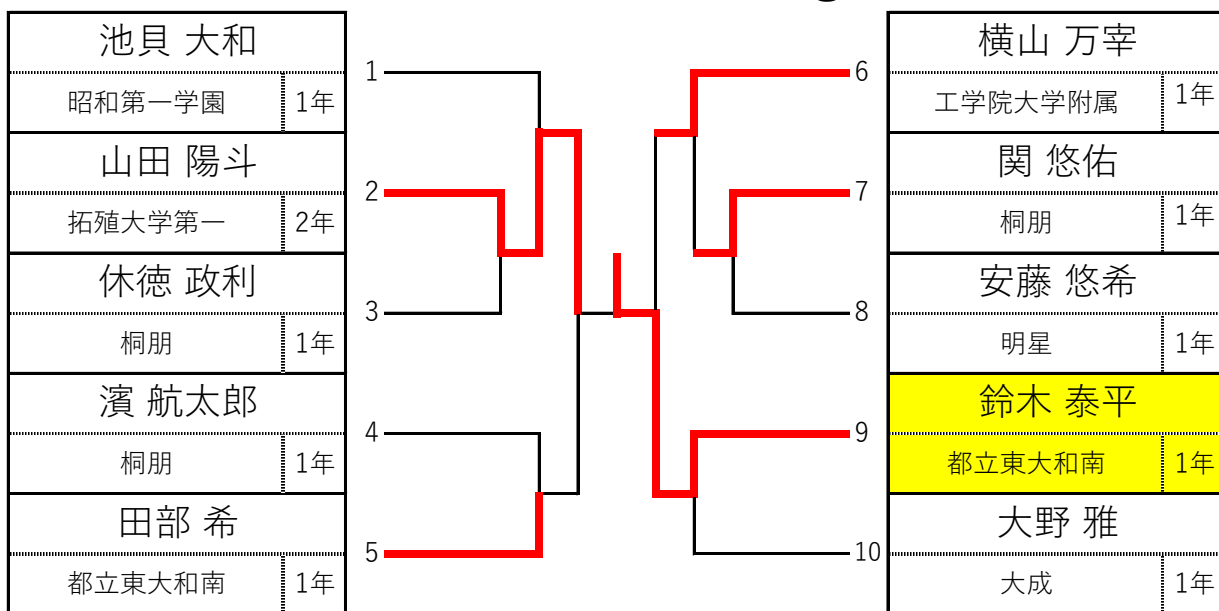 池貝 大和
昭和第一学園 1年
1
山田 陽斗
拓殖大学第一 2年
2
休徳 政利
桐朋 1年
3
濱 航太郎
桐朋 1年
4
田部 希
都立東大和南 1年
5
横山 万宰
工学院大学附属 1年
6
関 悠佑
桐朋 1年
7
安藤 悠希
明星 1年
8
鈴木 泰平
都立東大和南 1年
9
大野 雅
大成 1年
10